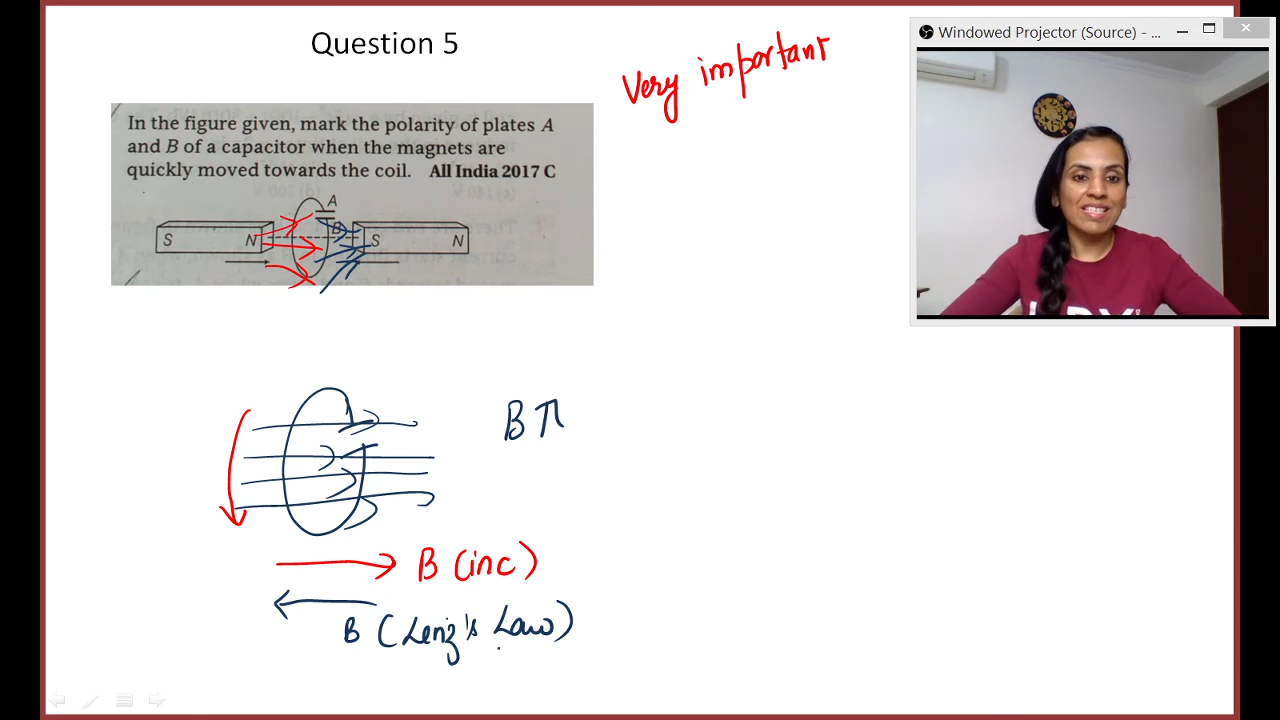 Question 5
Very important
Windowed Projector (Source) - ...
In the figure given, mark the polarity of plates A
and B of a capacitor when the magnets are
quickly moved towards the coil. All India 2017 C
A
B
S N S N
B
B (inc)
B (Lenz's Law)